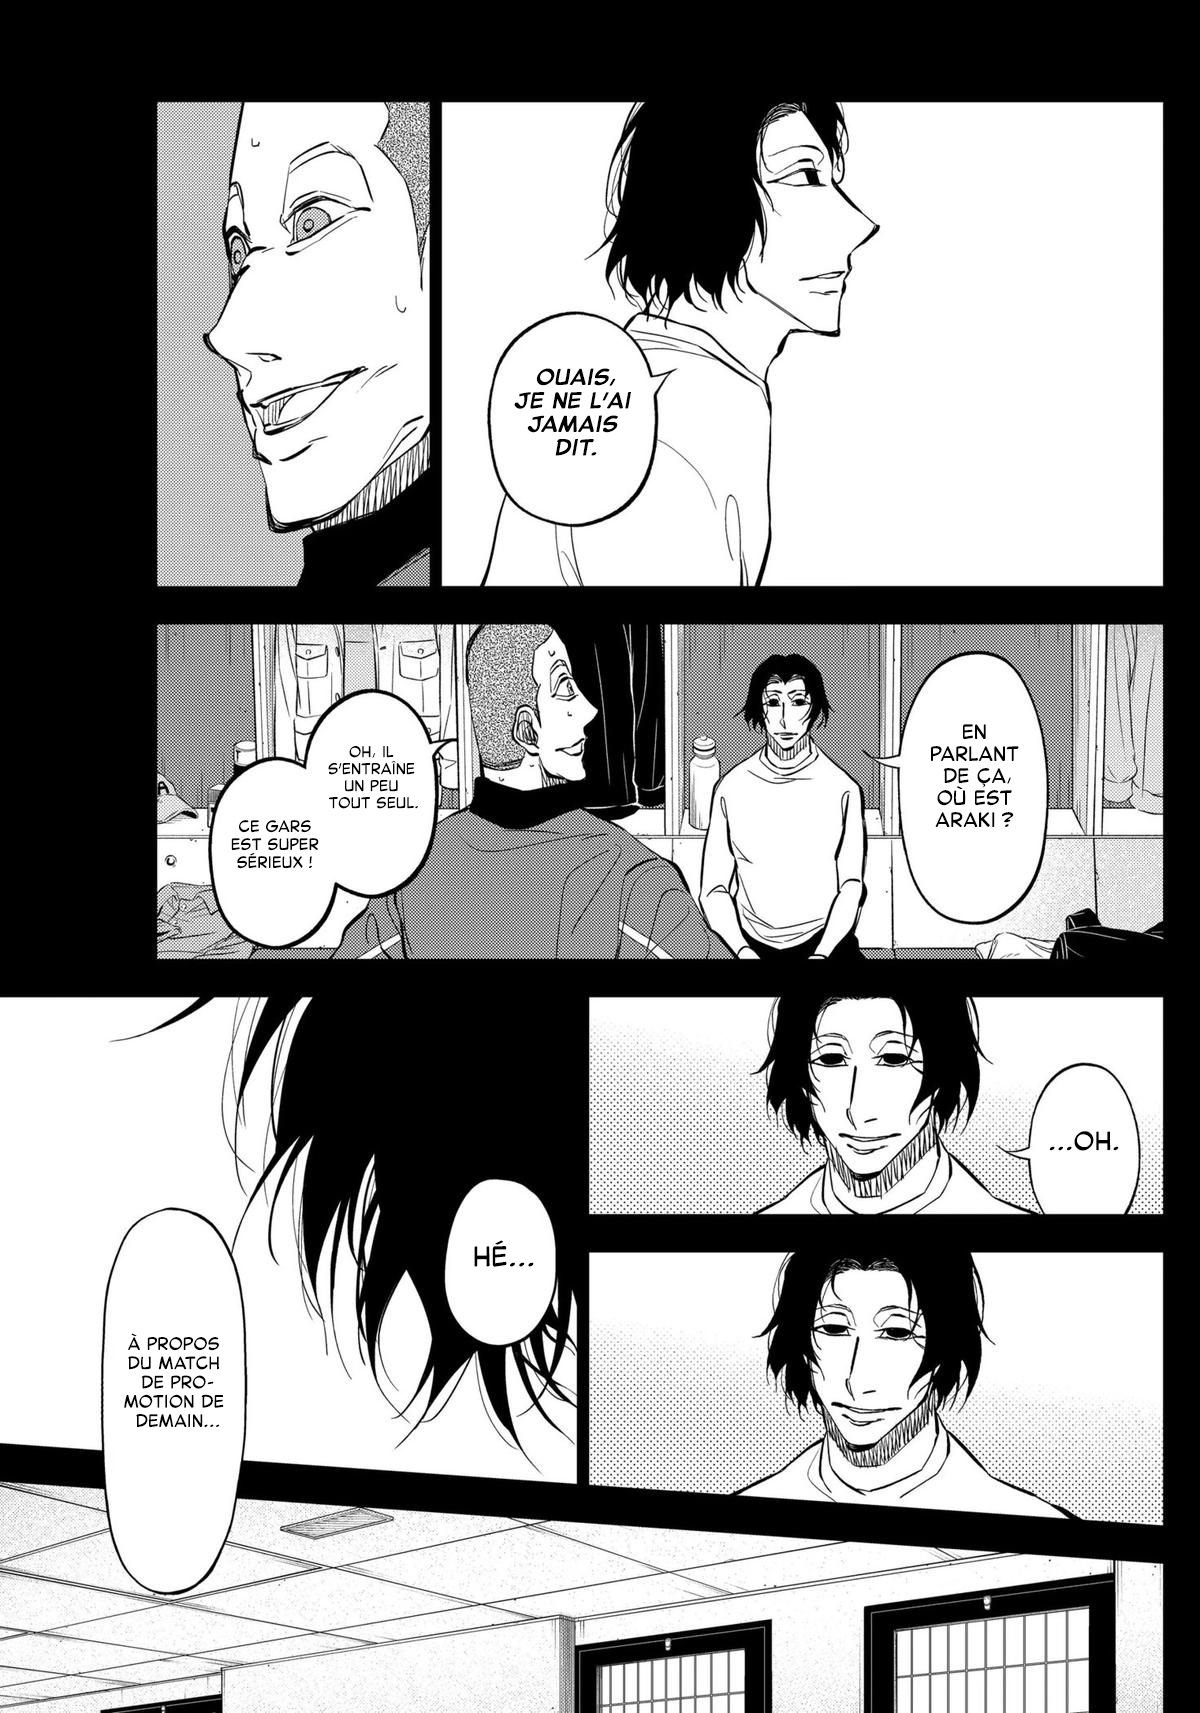 OUAIS,
JE NE L'AI
JAMAIS
DIT.
EN
PARLANT
DE ÇA,
OÙ EST
ARAKI ?
OH, IL
S'ENTRAÎNE
UN PEU
TOUT SEUL.
CE GARS
EST SUPER
SÉRIEUX !
...OH.
HÉ...
À PROPOS
DU MATCH
DE PRO-
MOTION DE
DEMAIN...